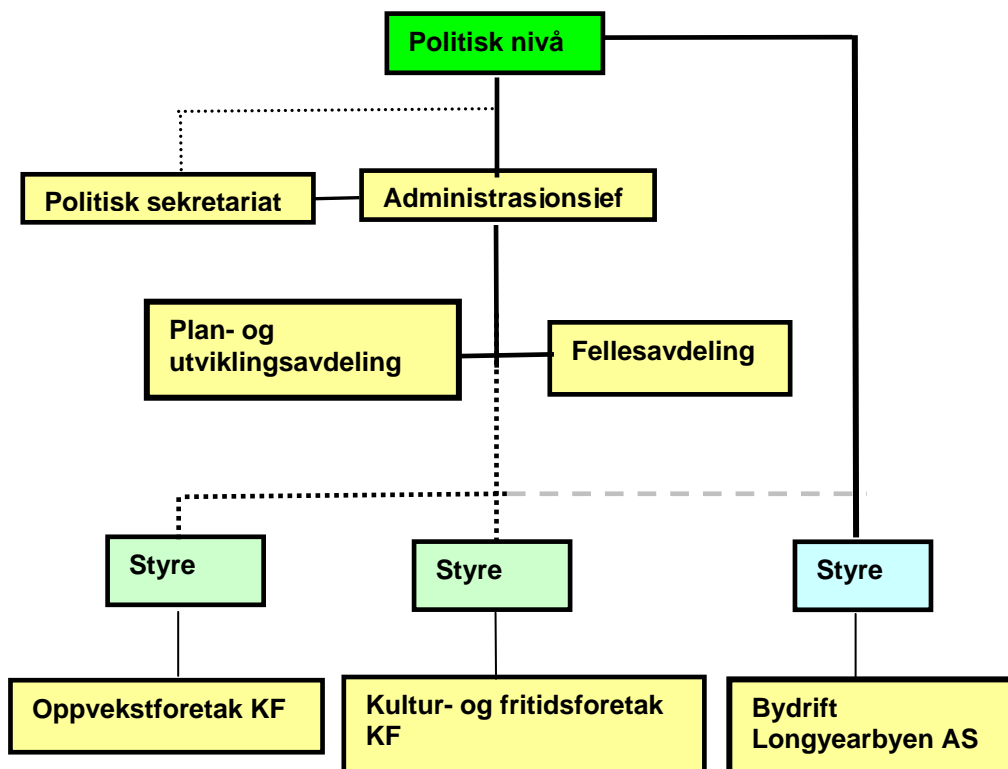 Politisk nivå
Politisk sekretariat
Administrasjonsjef
Plan- og
utviklingsavdeling
Fellesavdeling
Styre
Styre
Styre
Oppvekstforetak KF
Kultur- og fritidsforetak
KF
Bydrift
Longyearbyen AS